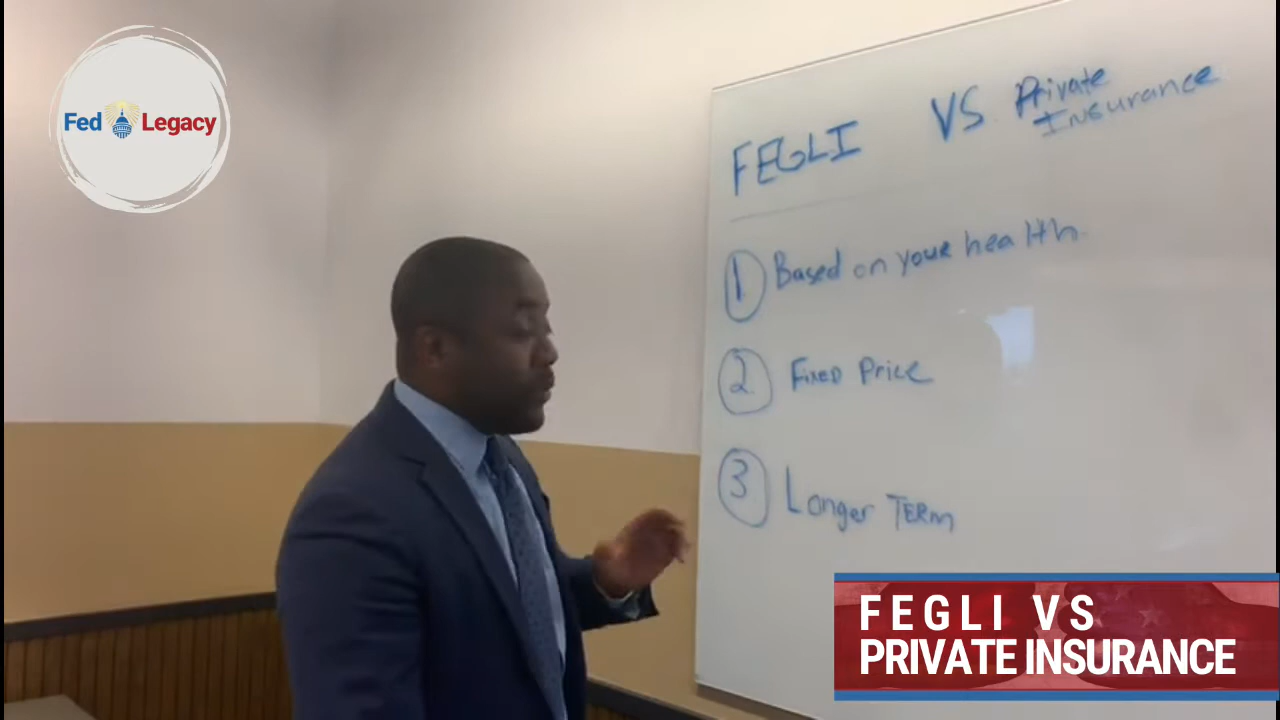 Fed Legacy
FEGLI VS. Private
Insurance
1 Based on your health.
2. Fixed Price
3 Longer TERM
FEGLI VS
PRIVATE INSURANCE